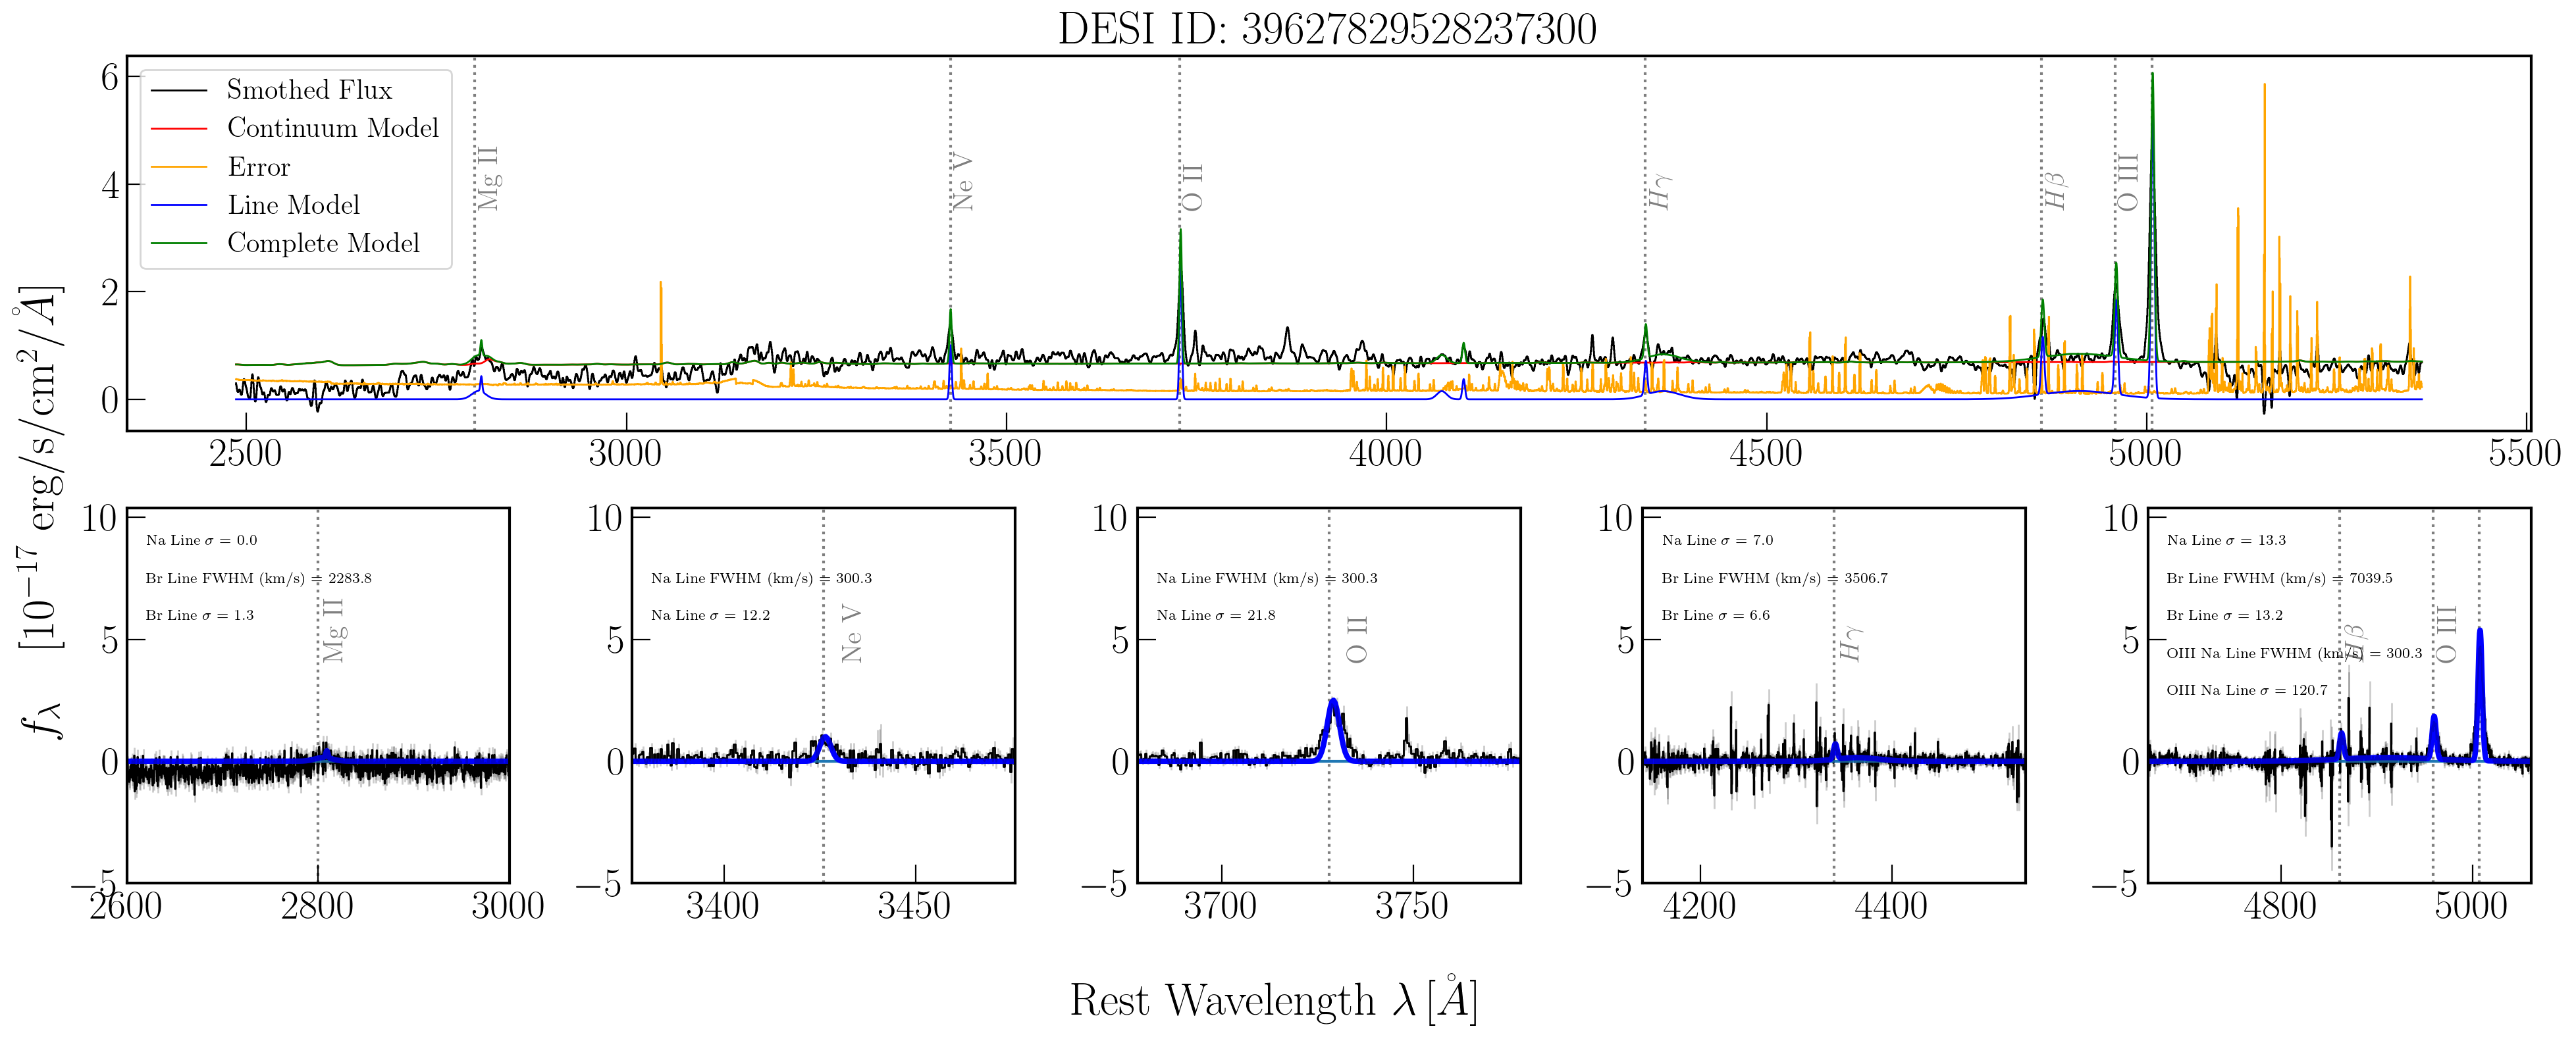 DESI ID: 39627829528237300
Smothed Flux
Continuum Model
Error
Line Model
Complete Model
Mg II
Ne V
O II
Hγ
Hβ
O III
6
4
2
0
2500 3000 3500 4000 4500 5000 5500
fλ [10⁻¹⁷ erg/s/cm²/Å]
10
5
0
−5
Na Line σ = 0.0
Br Line FWHM (km/s) = 2283.8
Br Line σ = 1.3
Mg II
2600 2800 3000
10
5
0
−5
Na Line FWHM (km/s) = 300.3
Na Line σ = 12.2
Ne V
3400 3450
10
5
0
−5
Na Line FWHM (km/s) = 300.3
Na Line σ = 21.8
O II
3700 3750
10
5
0
−5
Na Line σ = 7.0
Br Line FWHM (km/s) = 3506.7
Br Line σ = 6.6
Hγ
4200 4400
10
5
0
−5
Na Line σ = 13.3
Br Line FWHM (km/s) = 7039.5
Br Line σ = 13.2
OIII Na Line FWHM (km/s) = 300.3
OIII Na Line σ = 120.7
Hβ
O III
4800 5000
Rest Wavelength λ [Å]